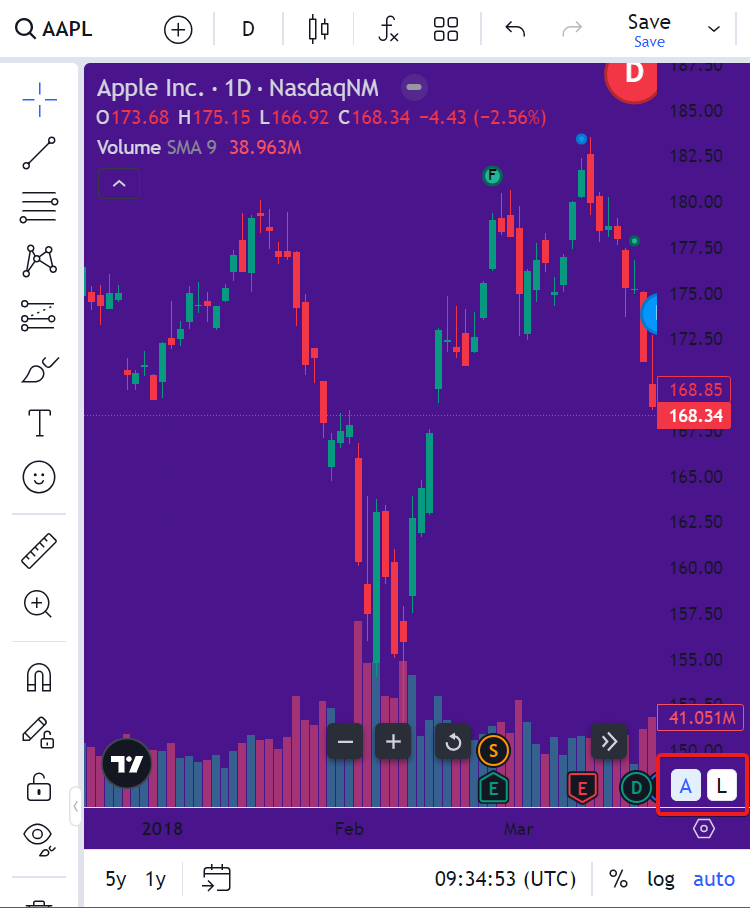 AAPL
D
Save
Save
D
187.50
Apple Inc. · 1D · NasdaqNM
O173.68 H175.15 L166.92 C168.34 −4.43 (−2.56%)
Volume SMA 9 38.963M
185.00
182.50
F
180.00
177.50
175.00
172.50
168.85
168.34
167.50
165.00
162.50
160.00
157.50
155.00
152.50
41.051M
150.00
S
E
E
D
A
L
2018
Feb
Mar
5y 1y
09:34:53 (UTC)
% log auto